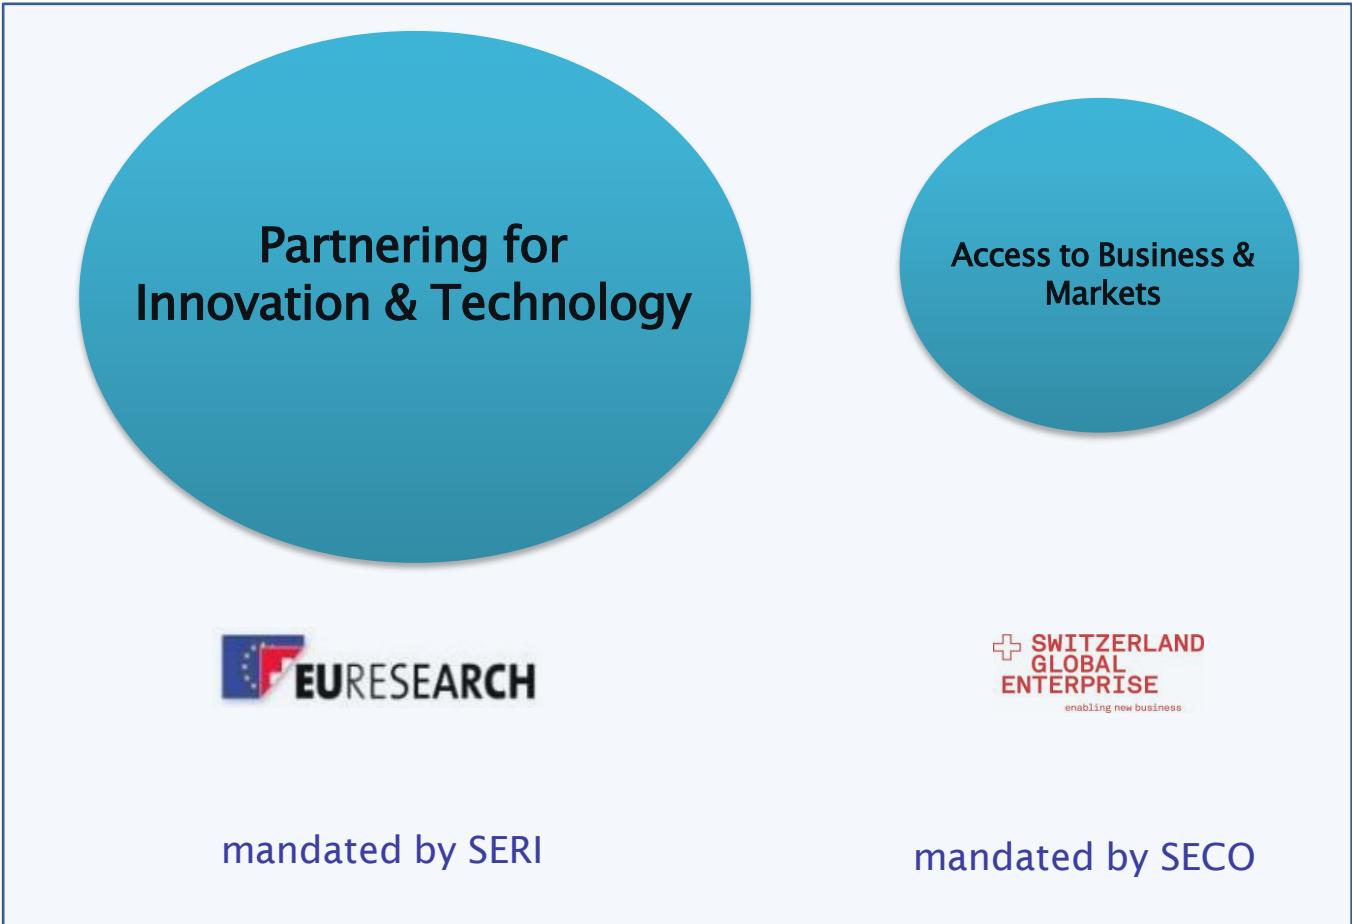 Partnering for
Innovation & Technology
Access to Business &
Markets
EURESEARCH
SWITZERLAND
GLOBAL
ENTERPRISE
enabling new business
mandated by SERI
mandated by SECO